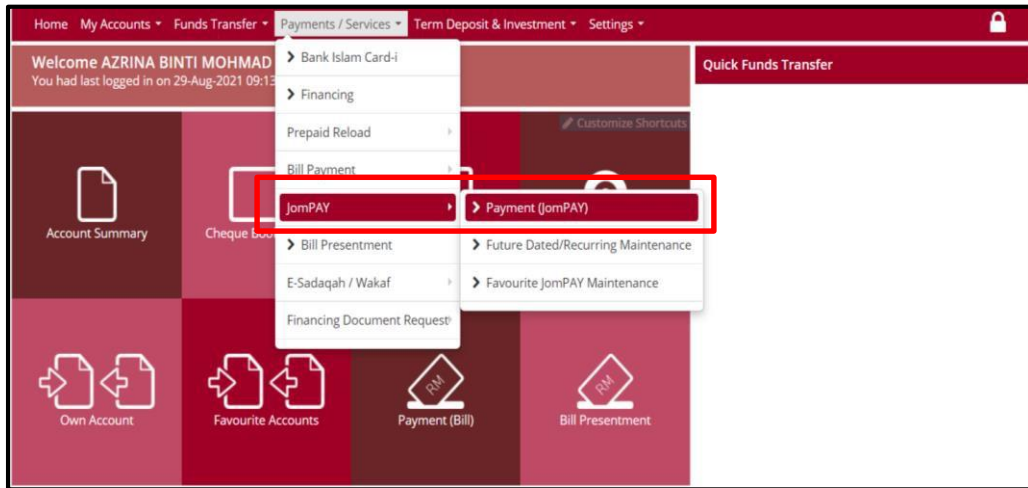 Home My Accounts Funds Transfer Payments / Services Term Deposit & Investment Settings
Welcome AZRINA BINTI MOHMAD
You had last logged in on 29-Aug-2021 09:13
Quick Funds Transfer
Customize Shortcuts
Bank Islam Card-i
Financing
Prepaid Reload
Bill Payment
JomPAY
Bill Presentment
E-Sadaqah / Wakaf
Financing Document Request
Payment (JomPAY)
Future Dated/Recurring Maintenance
Favourite JomPAY Maintenance
Account Summary
Cheque
Own Account
Favourite Accounts
RM
Payment (Bill)
RM
Bill Presentment